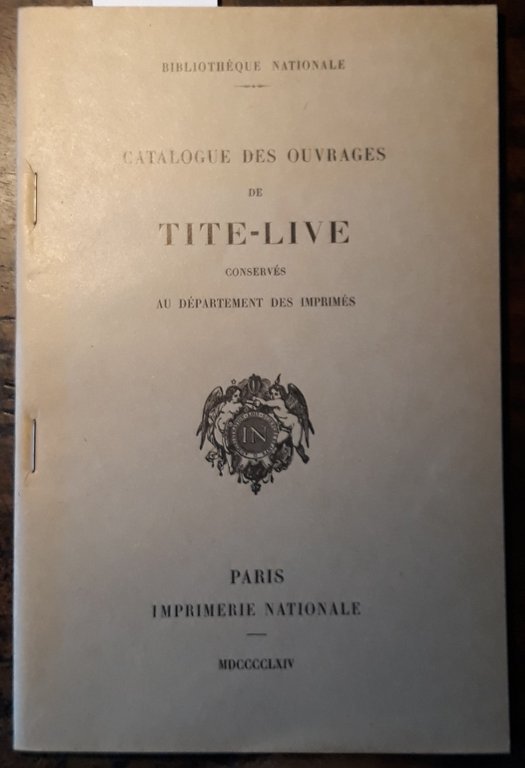 BIBLIOTHÈQUE NATIONALE
CATALOGUE DES OUVRAGES
DE
TITE-LIVE
CONSERVÉS
AU DÉPARTEMENT DES IMPRIMÉS
IN
PARIS
IMPRIMERIE NATIONALE
MDCCCCLXIV